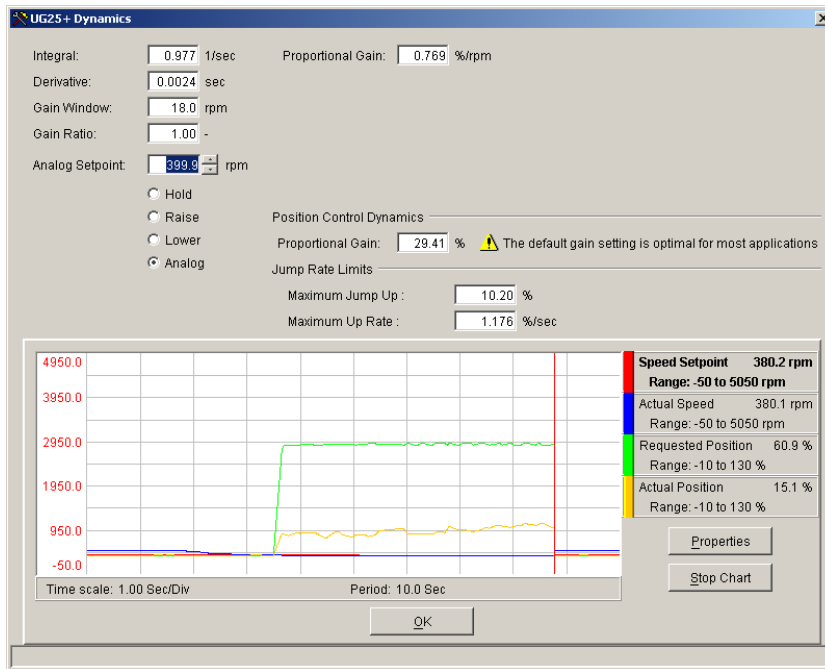 UG25+ Dynamics
Integral: 0.977 1/sec Proportional Gain: 0.769 %/rpm
Derivative: 0.0024 sec
Gain Window: 18.0 rpm
Gain Ratio: 1.00 -
Analog Setpoint: 399.9 rpm
Hold
Raise
Lower
Analog
Position Control Dynamics
Proportional Gain: 29.41 % The default gain setting is optimal for most applications
Jump Rate Limits
Maximum Jump Up : 10.20 %
Maximum Up Rate : 1.176 %/sec
4950.0
3950.0
2950.0
1950.0
950.0
-50.0
Speed Setpoint 380.2 rpm
Range: -50 to 5050 rpm
Actual Speed 380.1 rpm
Range: -50 to 5050 rpm
Requested Position 60.9 %
Range: -10 to 130 %
Actual Position 15.1 %
Range: -10 to 130 %
Properties
Stop Chart
Time scale: 1.00 Sec/Div Period: 10.0 Sec
OK